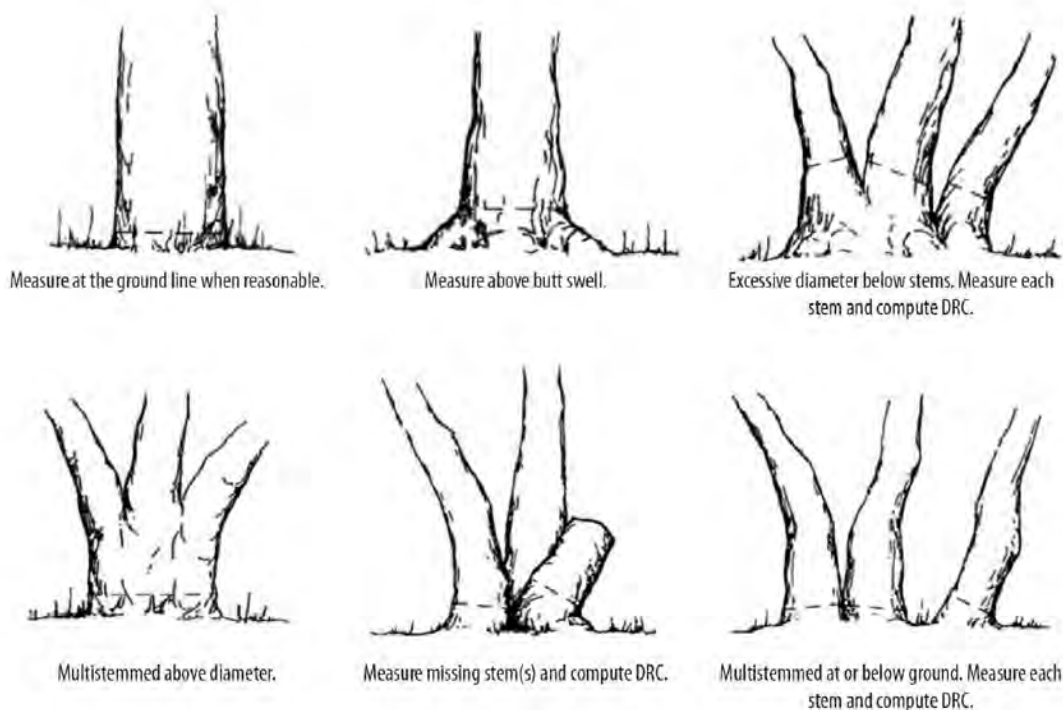 Measure at the ground line when reasonable.
Measure above butt swell.
Excessive diameter below stems. Measure each
stem and compute DRC.
Multistemmed above diameter.
Measure missing stem(s) and compute DRC.
Multistemmed at or below ground. Measure each
stem and compute DRC.